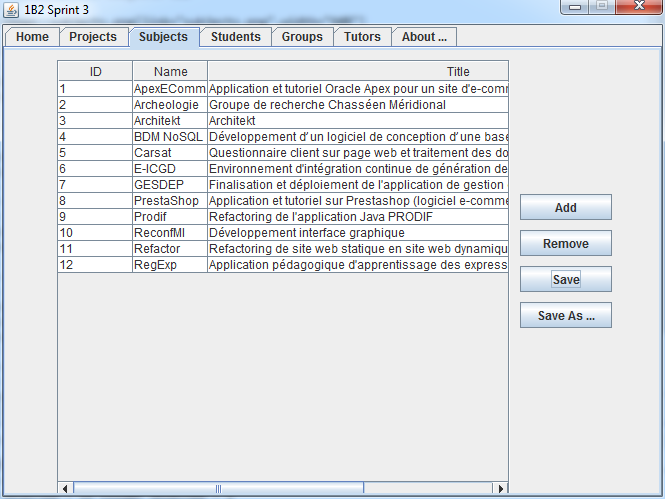 1B2 Sprint 3
Home Projects Subjects Students Groups Tutors About ...
ID Name Title
1 ApexEComm Application et tutoriel Oracle Apex pour un site d'e-comm
2 Archeologie Groupe de recherche Chasséen Méridional
3 Architekt Architekt
4 BDM NoSQL Développement d'un logiciel de conception d'une base
5 Carsat Questionnaire client sur page web et traitement des do
6 E-ICGD Environnement d'intégration continue de génération de
7 GESDEP Finalisation et déploiement de l'application de gestion
8 PrestaShop Application et tutoriel sur Prestashop (logiciel e-comme
9 Prodif Refactoring de l'application Java PRODIF
10 ReconfMI Développement interface graphique
11 Refactor Refactoring de site web statique en site web dynamiqu
12 RegExp Application pédagogique d'apprentissage des express
Add
Remove
Save
Save As ...